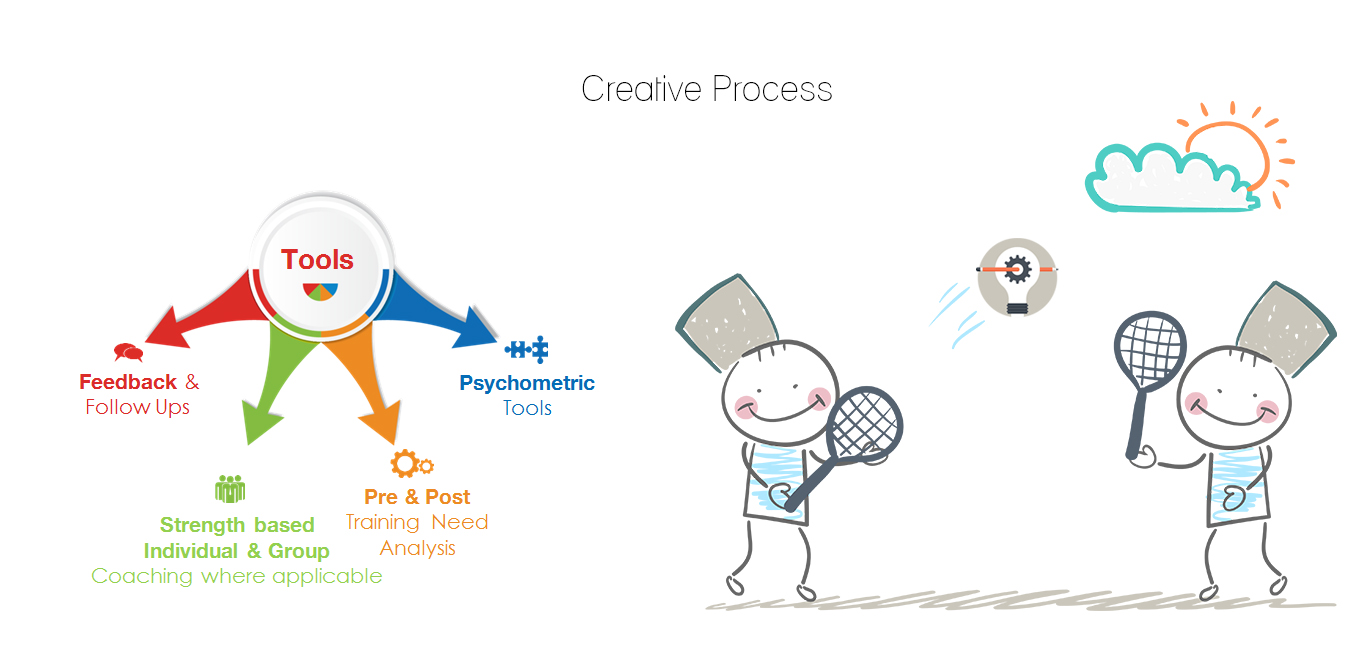 Creative Process
Tools
Feedback &
Follow Ups
Psychometric
Tools
Strength based
Individual & Group
Coaching where applicable
Pre & Post
Training Need
Analysis